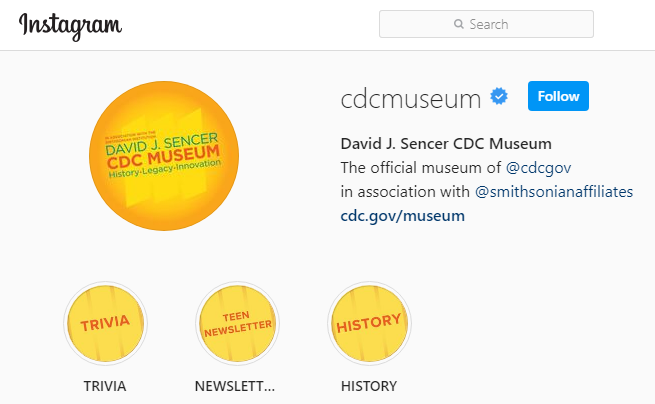 Instagram
Search
cdcmuseum
Follow
IN ASSOCIATION WITH THE
SMITHSONIAN INSTITUTION
DAVID J. SENCER
CDC MUSEUM
History-Legacy-Innovation
David J. Sencer CDC Museum
The official museum of @cdcgov
in association with @smithsonianaffiliates
cdc.gov/museum
TRIVIA
TEEN
NEWSLETTER
HISTORY
TRIVIA
NEWSLETT...
HISTORY